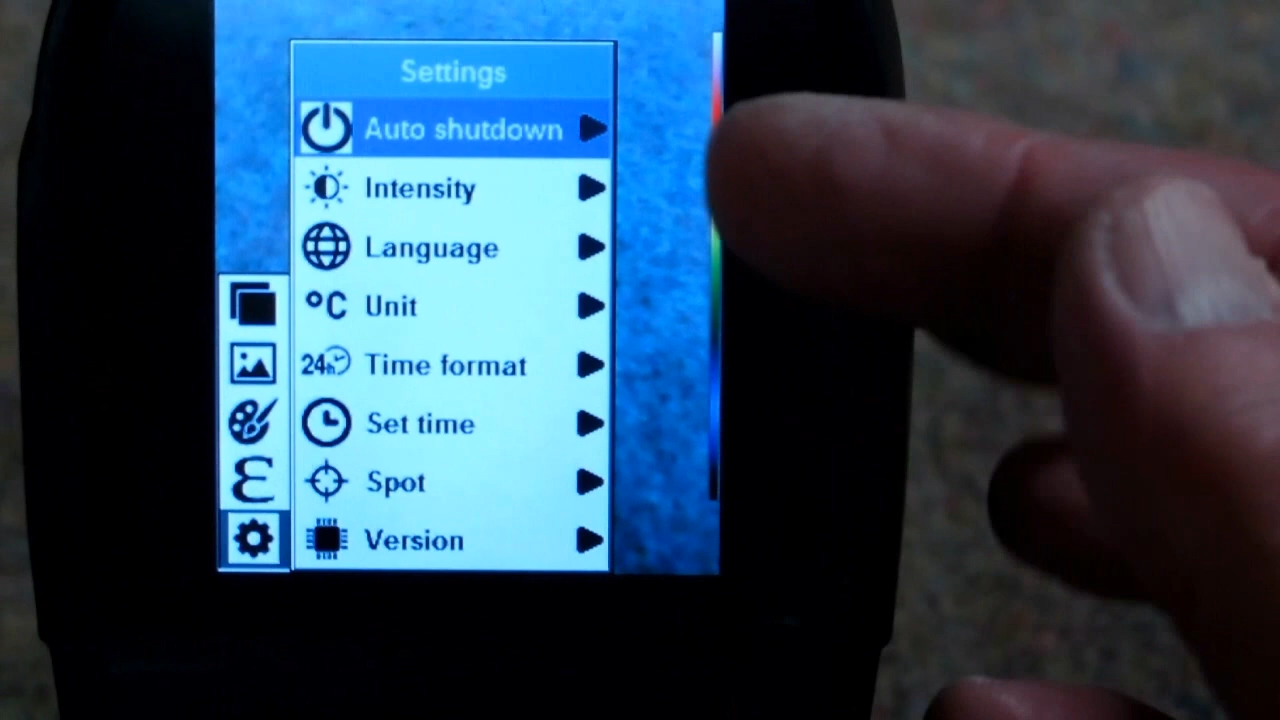 Settings
Auto shutdown
Intensity
Language
°C Unit
24h Time format
Set time
Spot
ε
Version